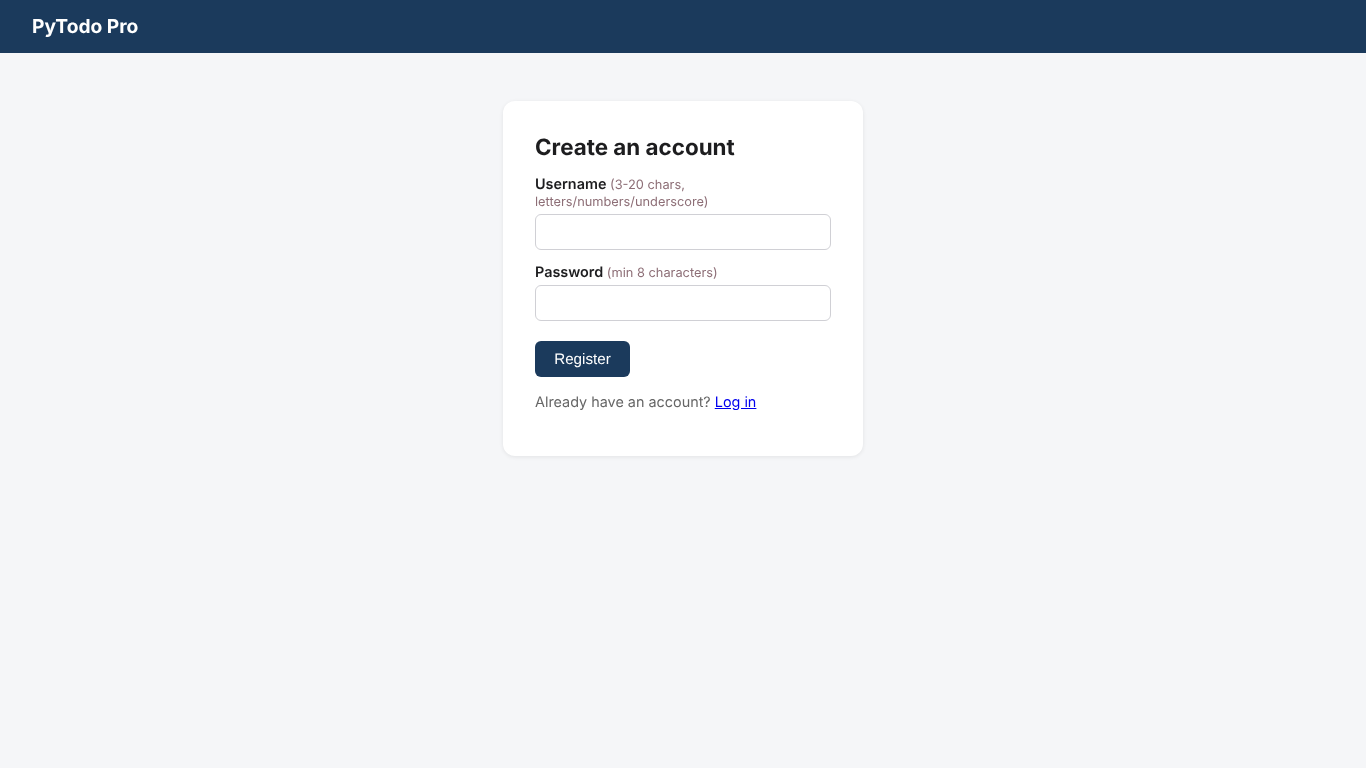 PyTodo Pro
Create an account
Username (3-20 chars,
letters/numbers/underscore)
Password (min 8 characters)
Register
Already have an account? Log in